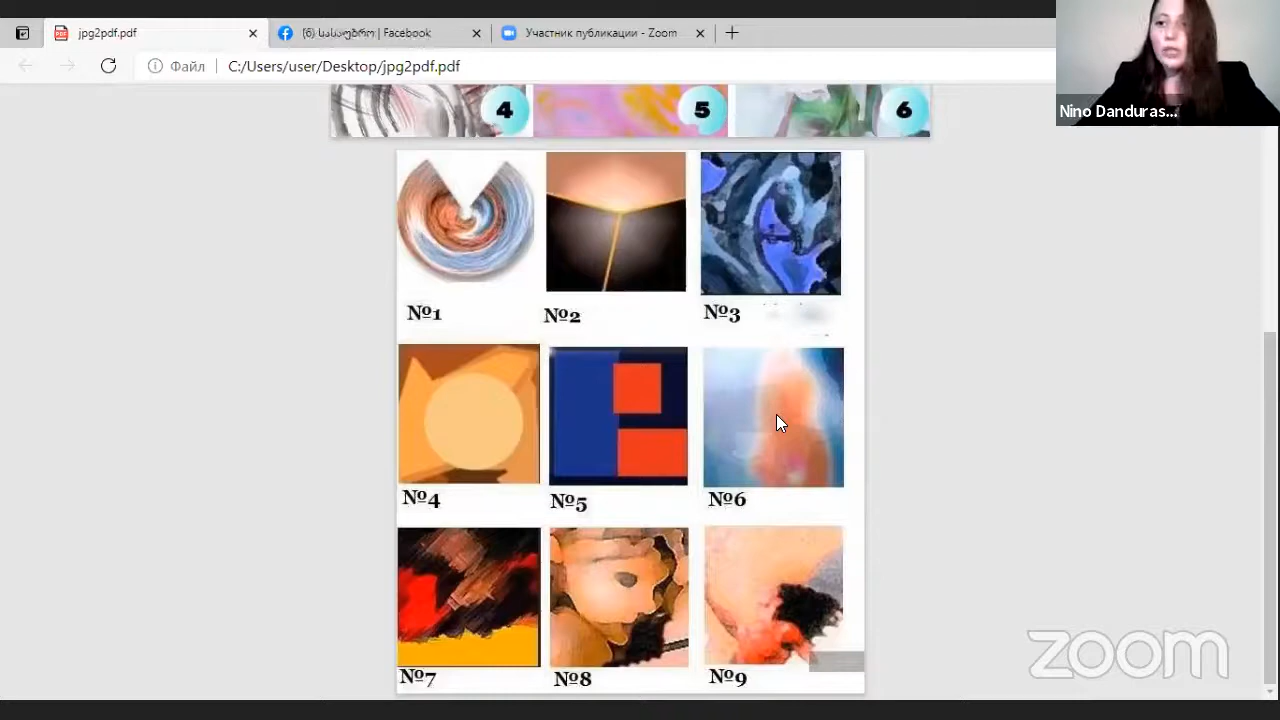 jpg2pdf.pdf
(6) საიაუზრო | Facebook
Участник публикации - Zoom
Файл
C:/Users/user/Desktop/jpg2pdf.pdf
Nino Danduras...
4
5
6
№1
№2
№3
№4
№5
№6
№7
№8
№9
zoom